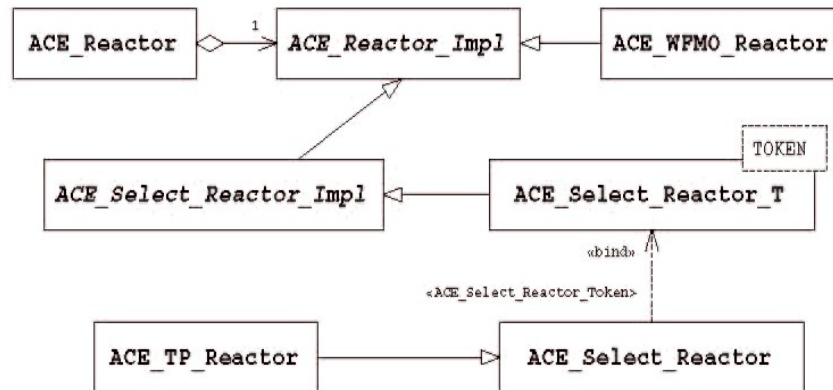 1
ACE_Reactor
ACE_Reactor_Impl
ACE_WFMO_Reactor
TOKEN
ACE_Select_Reactor_Impl
ACE_Select_Reactor_T
«bind»
<ACE_Select_Reactor_Token>
ACE_TP_Reactor
ACE_Select_Reactor